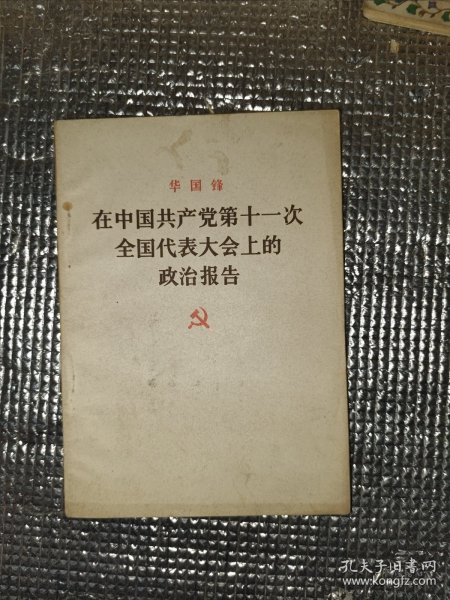 华国锋
在中国共产党第十一次
全国代表大会上的
政治报告
孔夫子旧书网
www.kongfz.com